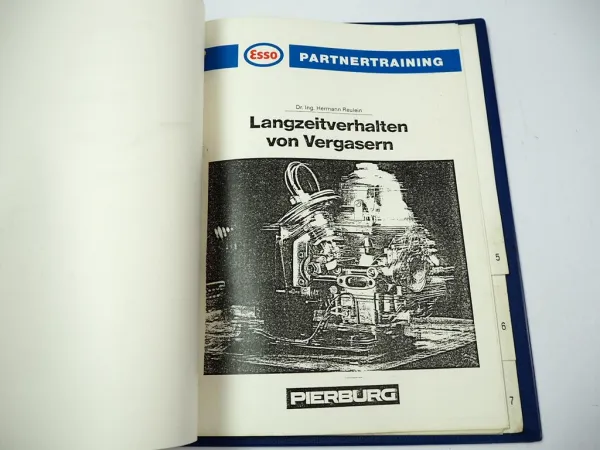 Esso PARTNERTRAINING
Dr. Ing. Hermann Reulein
Langzeitverhalten
von Vergasern
5
6
7
PIERBURG